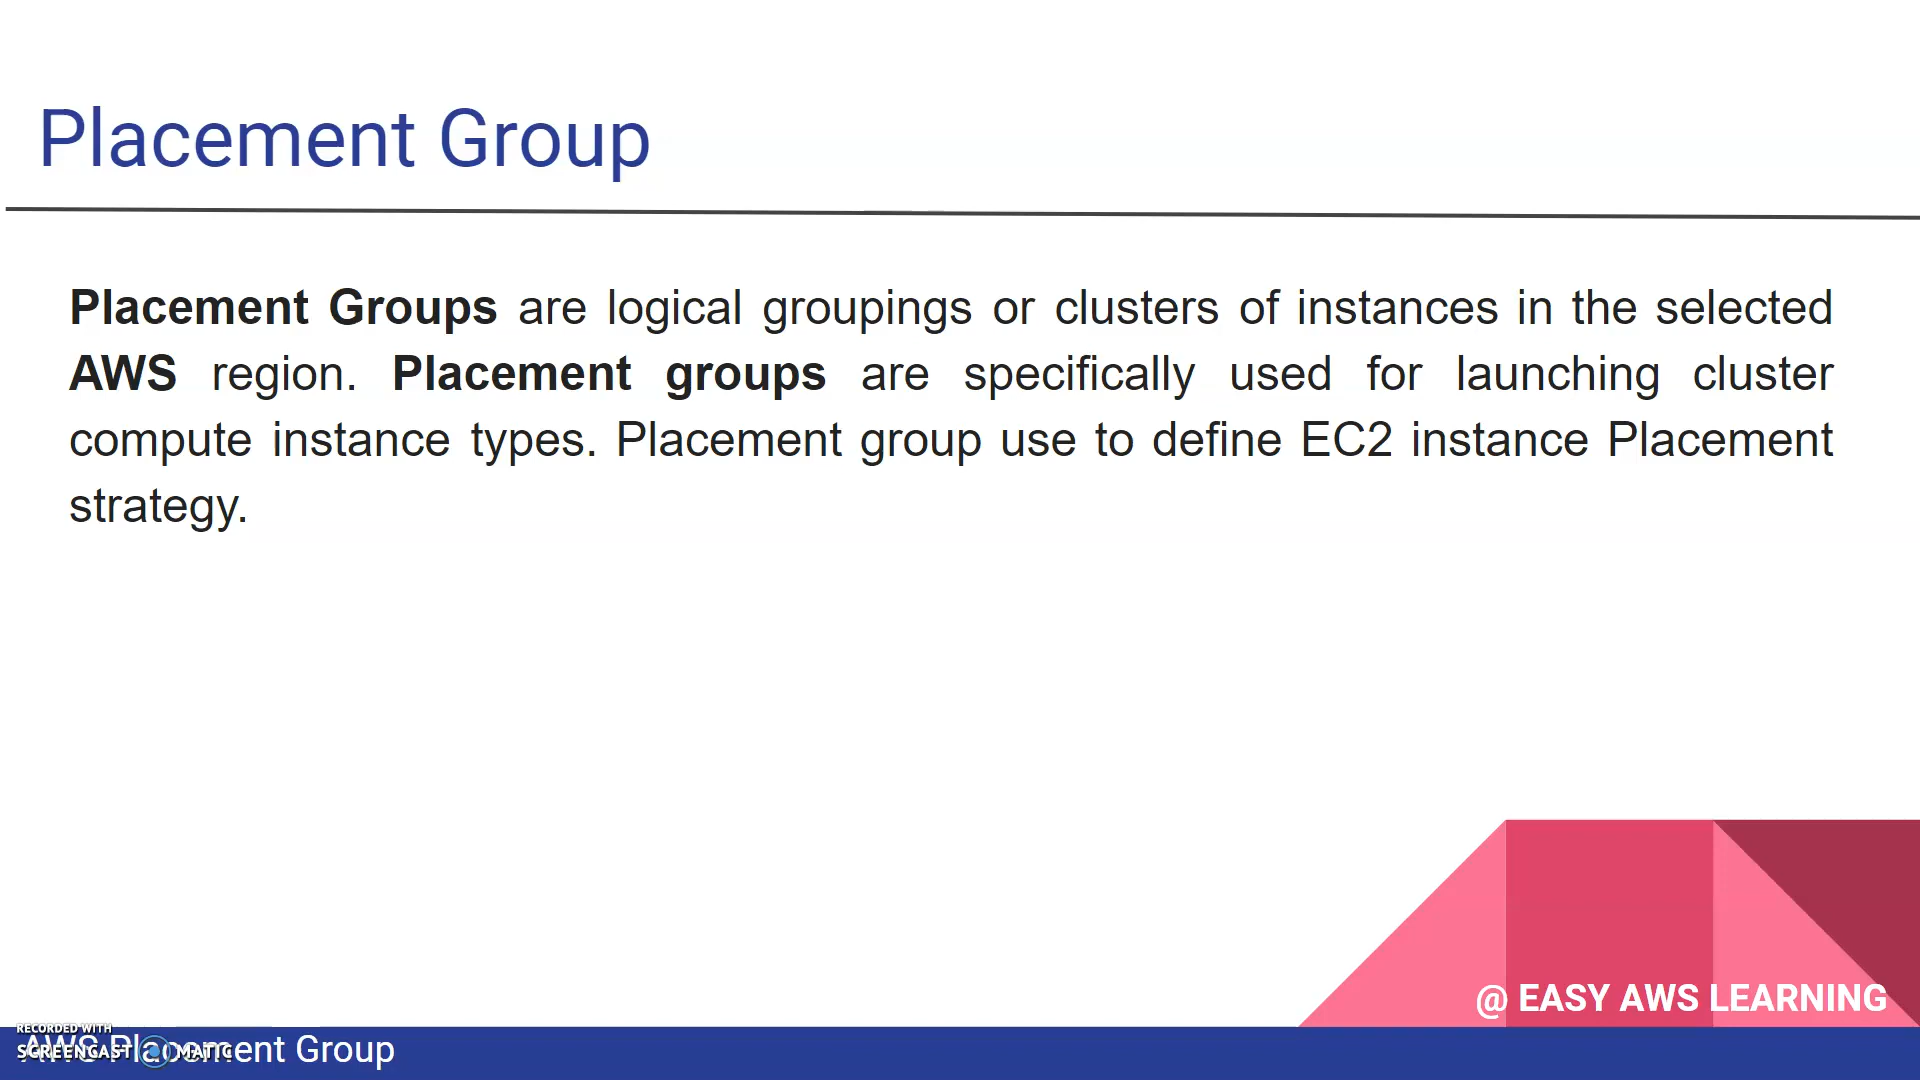 Placement Group
Placement Groups are logical groupings or clusters of instances in the selected
AWS region. Placement groups are specifically used for launching cluster
compute instance types. Placement group use to define EC2 instance Placement
strategy.
@ EASY AWS LEARNING
RECORDED WITH
SCREENCAST MATIC
AWS Placement Group